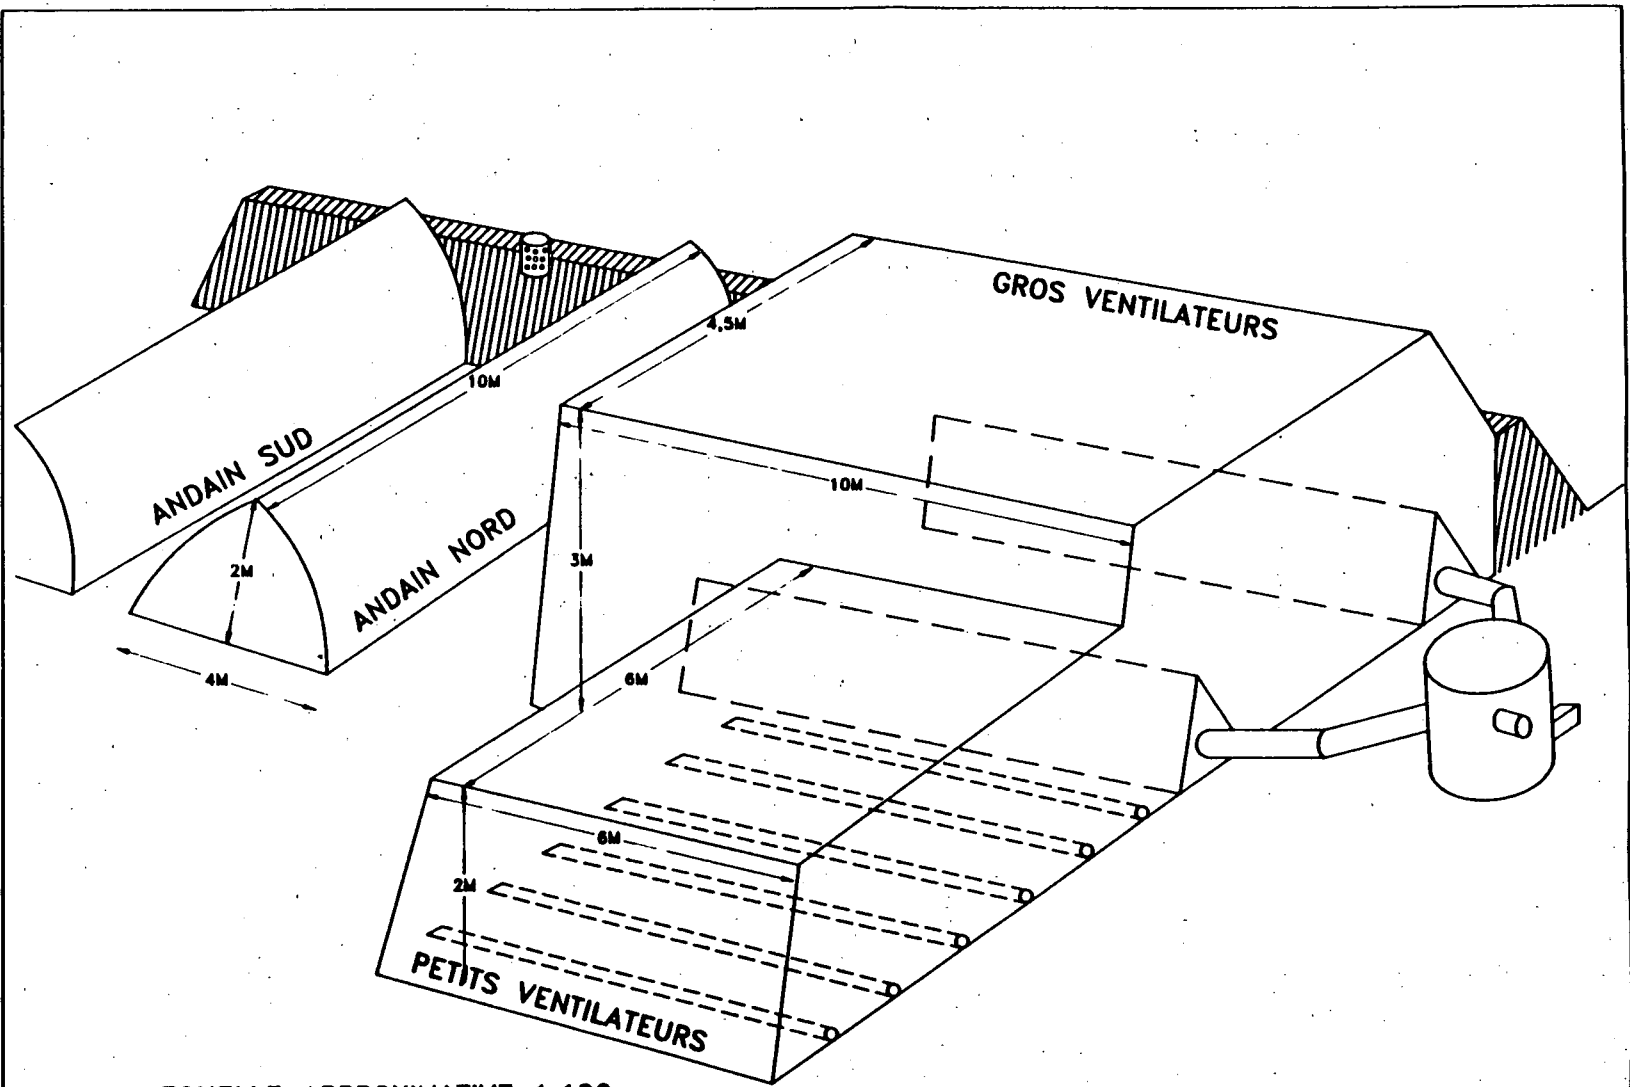 GROS VENTILATEURS
4,5M
10M
ANDAIN SUD
10M
3M
2M
ANDAIN NORD
4M
6M
6M
2M
PETITS VENTILATEURS